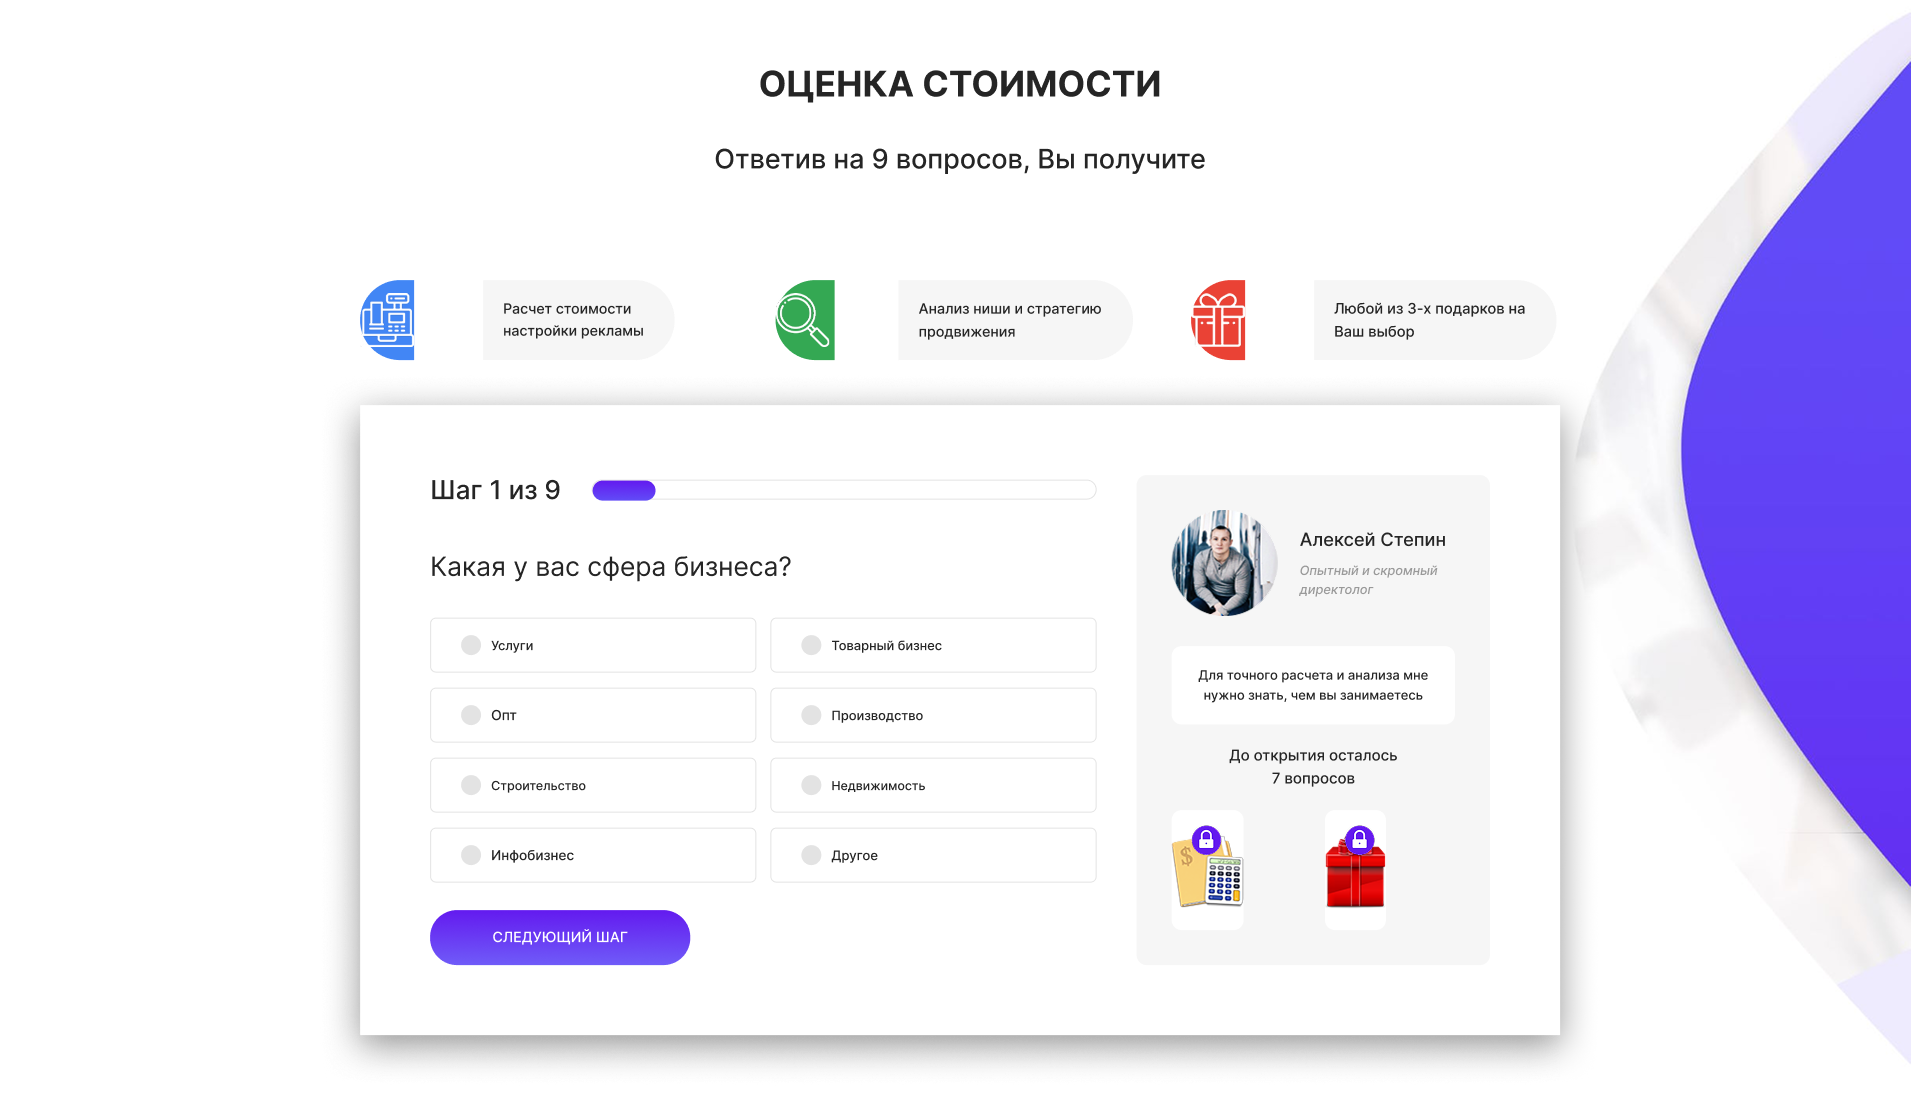 ОЦЕНКА СТОИМОСТИ
Ответив на 9 вопросов, Вы получите
Расчет стоимости
настройки рекламы
Анализ ниши и стратегию
продвижения
Любой из 3-х подарков на
Ваш выбор
Шаг 1 из 9
Какая у вас сфера бизнеса?
Услуги
Товарный бизнес
Опт
Производство
Строительство
Недвижимость
Инфобизнес
Другое
СЛЕДУЮЩИЙ ШАГ
Алексей Степин
Опытный и скромный
директолог
Для точного расчета и анализа мне
нужно знать, чем вы занимаетесь
До открытия осталось
7 вопросов
$